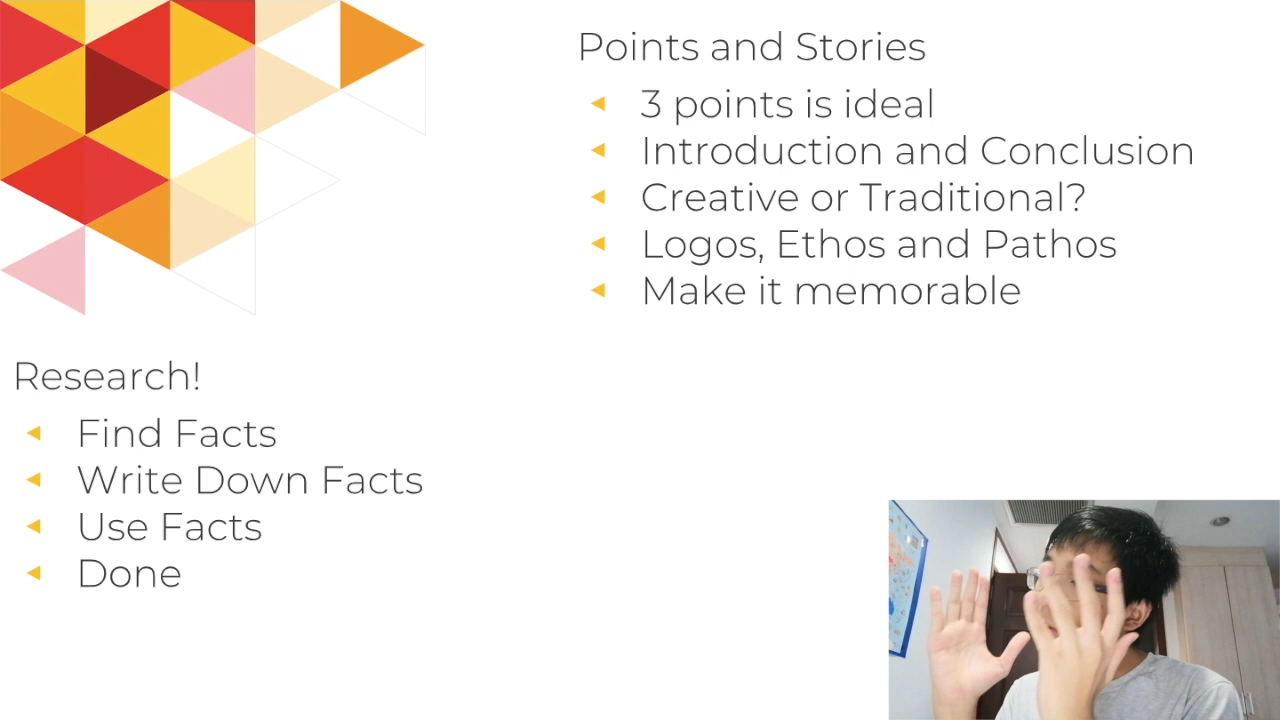 Points and Stories
3 points is ideal
Introduction and Conclusion
Creative or Traditional?
Logos, Ethos and Pathos
Make it memorable
Research!
Find Facts
Write Down Facts
Use Facts
Done